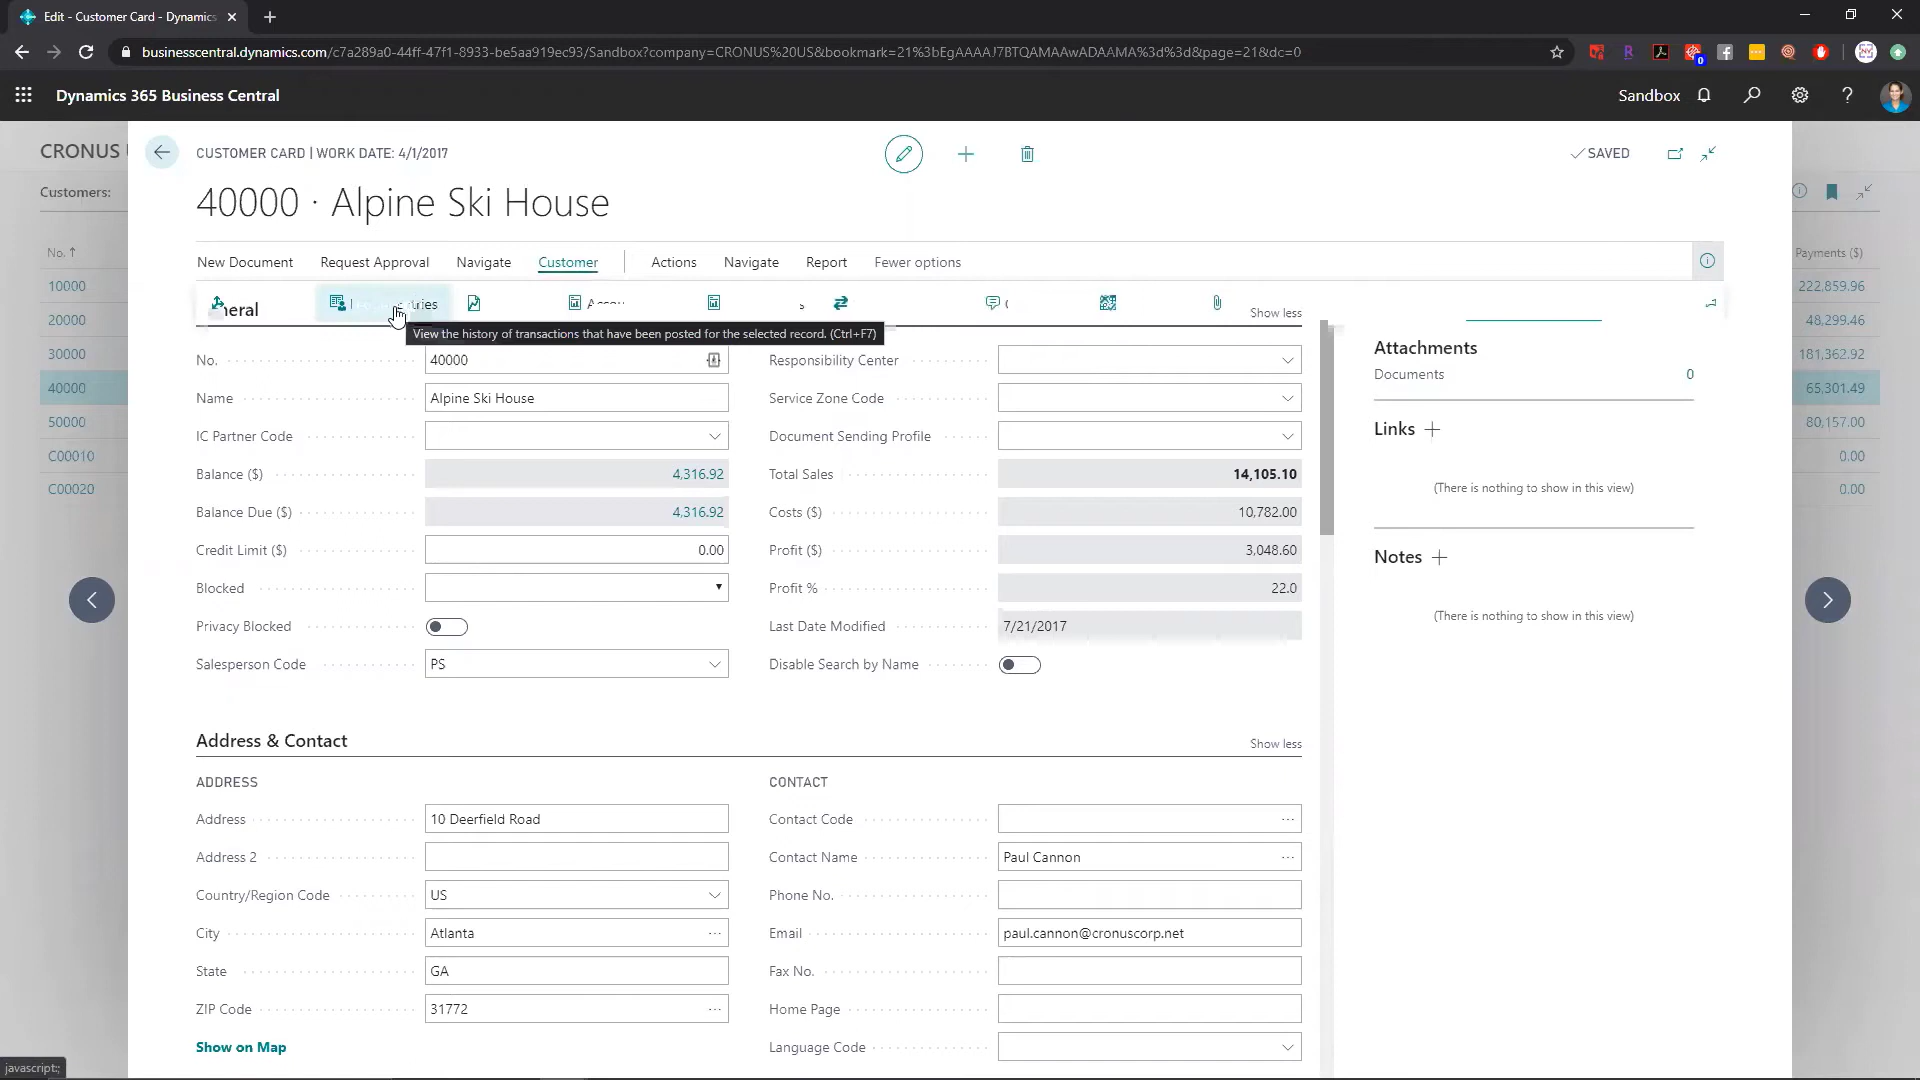 Edit - Customer Card - Dynamics
businesscentral.dynamics.com/c7a289a0-44ff-47f1-8933-be5aa919ec93/Sandbox?company=CRONUS%20US&bookmark=21%3bEgAAAAJ7BTQAMAAwADAAMA%3d%3d&page=21&dc=0
0
Dynamics 365 Business Central
Sandbox
?
CRONUS
CUSTOMER CARD | WORK DATE: 4/1/2017
SAVED
Customers:
40000 · Alpine Ski House
No. ↑
Payments ($)
New Document
Request Approval
Navigate
Customer
Actions
Navigate
Report
Fewer options
10000
222,859.96
20000
48,299.46
30000
181,362.92
40000
65,301.49
50000
80,157.00
C00010
0.00
C00020
0.00
Show less
View the history of transactions that have been posted for the selected record. (Ctrl+F7)
No.
40000
Name
Alpine Ski House
IC Partner Code
Balance ($)
4,316.92
Balance Due ($)
4,316.92
Credit Limit ($)
0.00
Blocked
Privacy Blocked
Salesperson Code
PS
Responsibility Center
Service Zone Code
Document Sending Profile
Total Sales
14,105.10
Costs ($)
10,782.00
Profit ($)
3,048.60
Profit %
22.0
Last Date Modified
7/21/2017
Disable Search by Name
Attachments
Documents
0
Links
(There is nothing to show in this view)
Notes
(There is nothing to show in this view)
Address & Contact
Show less
ADDRESS
Address
10 Deerfield Road
Address 2
Country/Region Code
US
City
Atlanta
State
GA
ZIP Code
31772
Show on Map
CONTACT
Contact Code
Contact Name
Paul Cannon
Phone No.
Email
paul.cannon@cronuscorp.net
Fax No.
Home Page
Language Code
javascript:;